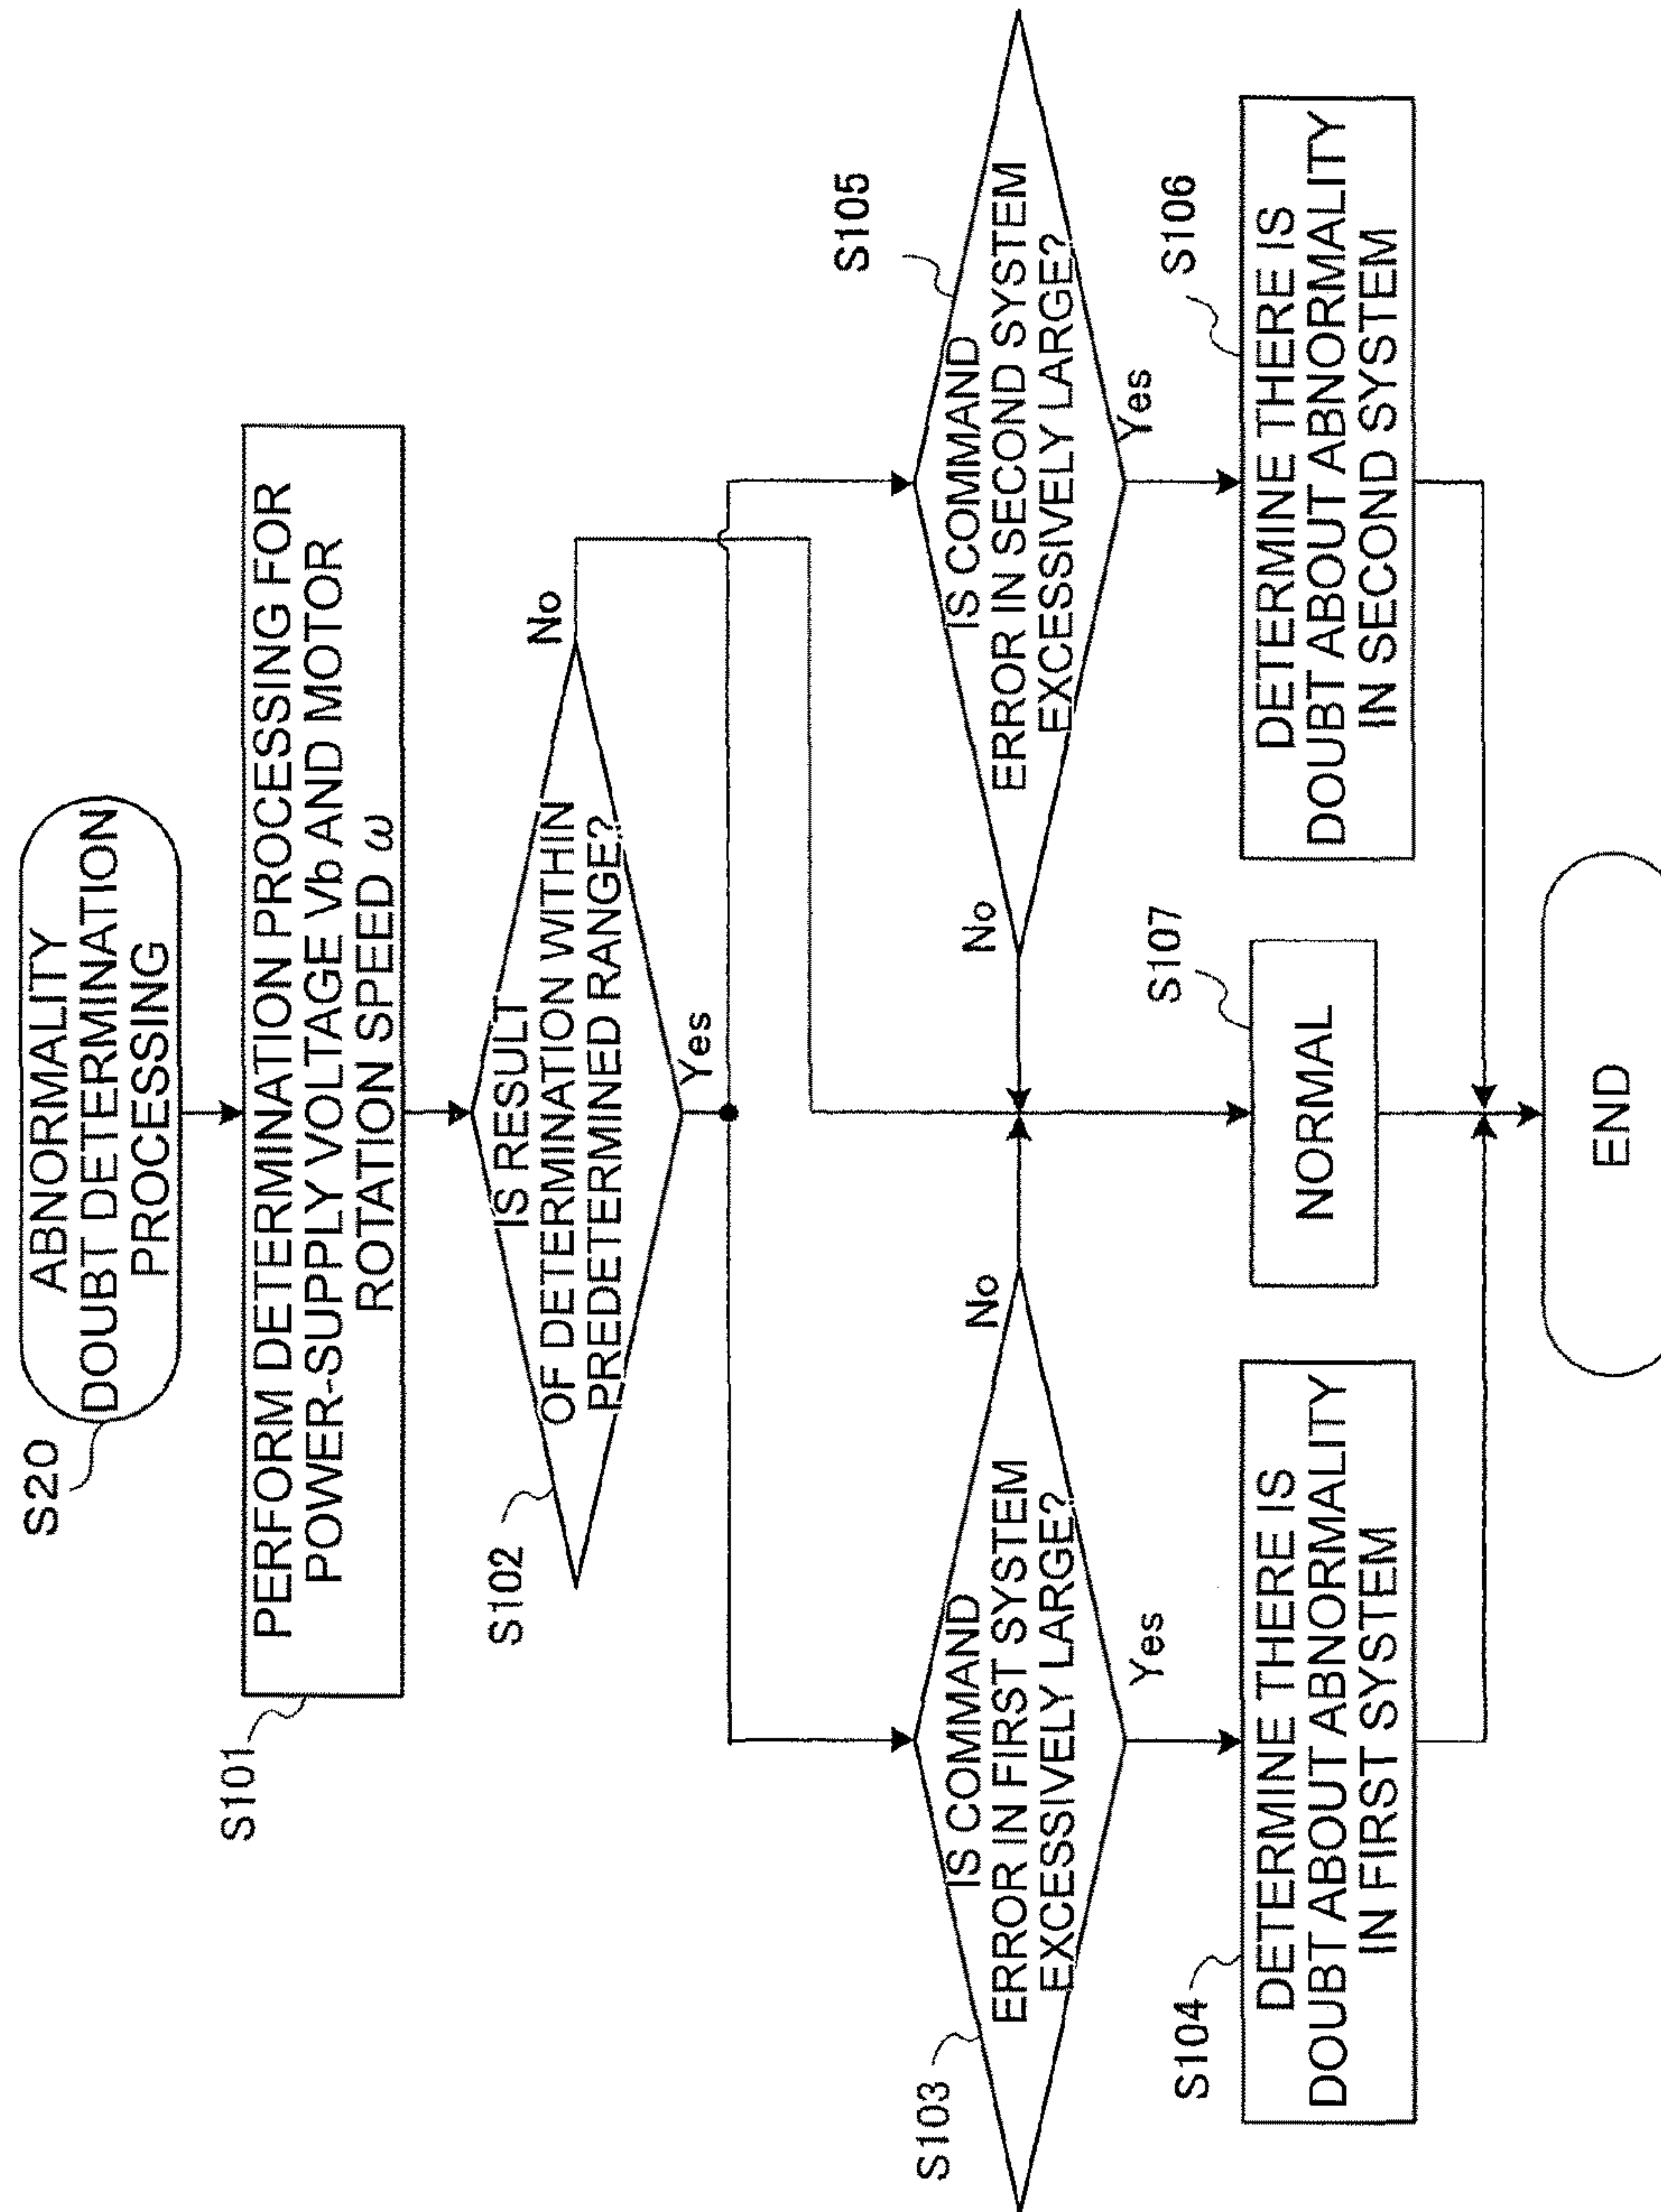 S20
ABNORMALITY
DOUBT DETERMINATION
PROCESSING
S101
PERFORM DETERMINATION PROCESSING FOR
POWER-SUPPLY VOLTAGE Vb AND MOTOR
ROTATION SPEED ω
S102
IS RESULT
OF DETERMINATION WITHIN
PREDETERMINED RANGE?
No
Yes
S103
IS COMMAND
ERROR IN FIRST SYSTEM
EXCESSIVELY LARGE?
No
Yes
S105
IS COMMAND
ERROR IN SECOND SYSTEM
EXCESSIVELY LARGE?
No
Yes
S104
DETERMINE THERE IS
DOUBT ABOUT ABNORMALITY
IN FIRST SYSTEM
S107
NORMAL
S106
DETERMINE THERE IS
DOUBT ABOUT ABNORMALITY
IN SECOND SYSTEM
END